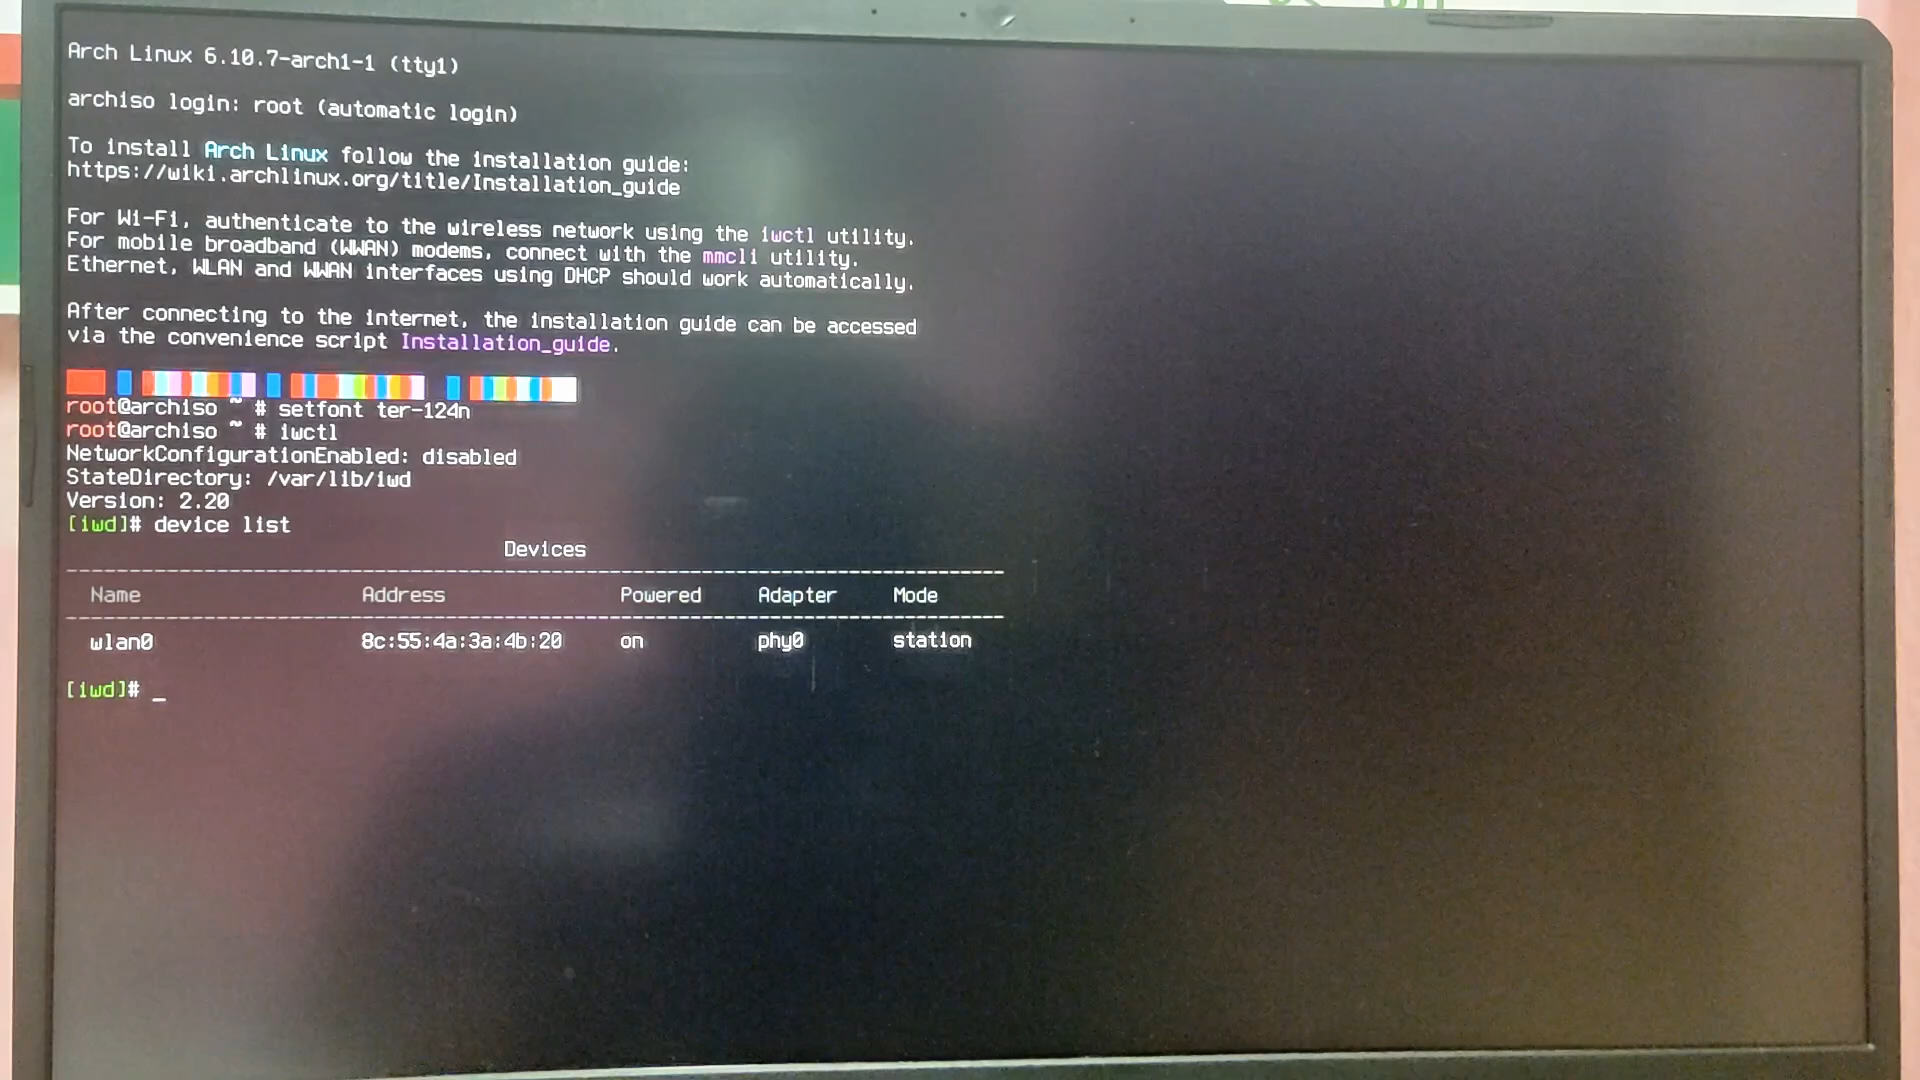 Arch Linux 6.10.7-arch1-1 (tty1)
archiso login: root (automatic login)
To install Arch Linux follow the installation guide:
https://wiki.archlinux.org/title/Installation_guide
For Wi-Fi, authenticate to the wireless network using the iwctl utility.
For mobile broadband (WWAN) modems, connect with the mmcli utility.
Ethernet, WLAN and WWAN interfaces using DHCP should work automatically.
After connecting to the internet, the installation guide can be accessed
via the convenience script Installation_guide.
root@archiso ~ # setfont ter-124n
root@archiso ~ # iwctl
NetworkConfigurationEnabled: disabled
StateDirectory: /var/lib/iwd
Version: 2.20
[iwd]# device list
Devices
Name Address Powered Adapter Mode
wlan0 8c:55:4a:3a:4b:20 on phy0 station
[iwd]# _